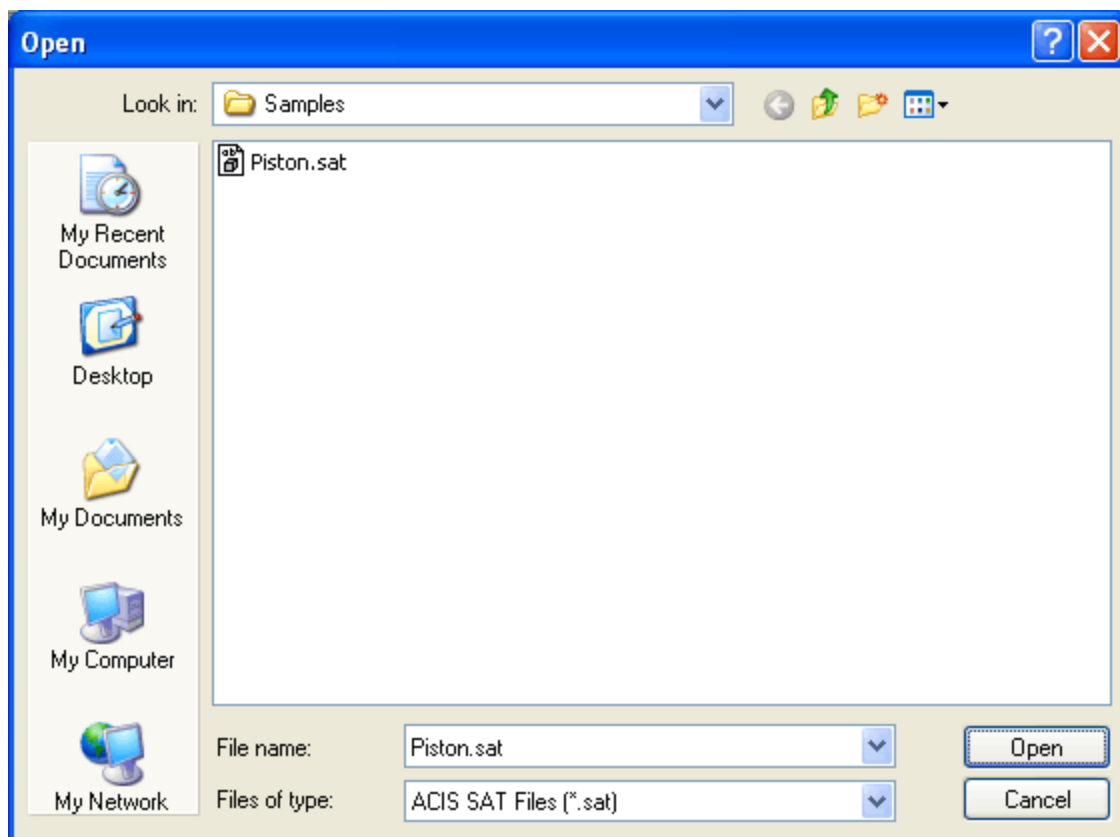 Open
Look in: Samples
Piston.sat
My Recent
Documents
Desktop
My Documents
My Computer
My Network
File name: Piston.sat Open
Files of type: ACIS SAT Files (*.sat) Cancel